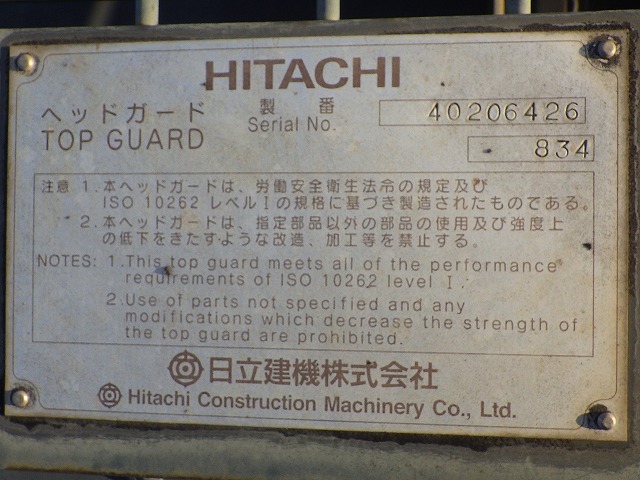 HITACHI
ヘッドガード 製番 40206426
TOP GUARD Serial No.
834
注意 1.本ヘッドガードは、労働安全衛生法令の規定及び
ISO 10262 レベルⅠの規格に基づき製造されたものである。
2.本ヘッドガードは、指定部品以外の部品の使用及び強度上
の低下をきたすような改造、加工等を禁止する。
NOTES: 1.This top guard meets all of the performance
requirements of ISO 10262 level Ⅰ.
2.Use of parts not specified and any
modifications which decrease the strength of
the top guard are prohibited.
日立建機株式会社
Hitachi Construction Machinery Co., Ltd.